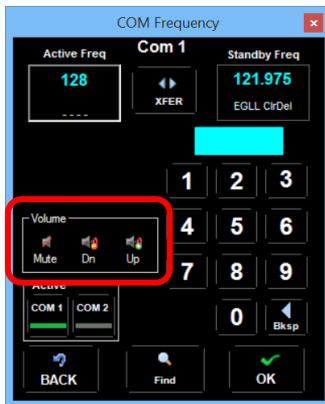 COM Frequency
Active Freq
Com 1
Standby Freq
128
----
XFER
121.975
EGLL ClrDel
1 2 3
Volume
Mute Dn Up
4 5 6
7 8 9
Active
COM 1 COM 2
0
Bksp
BACK
Find
OK